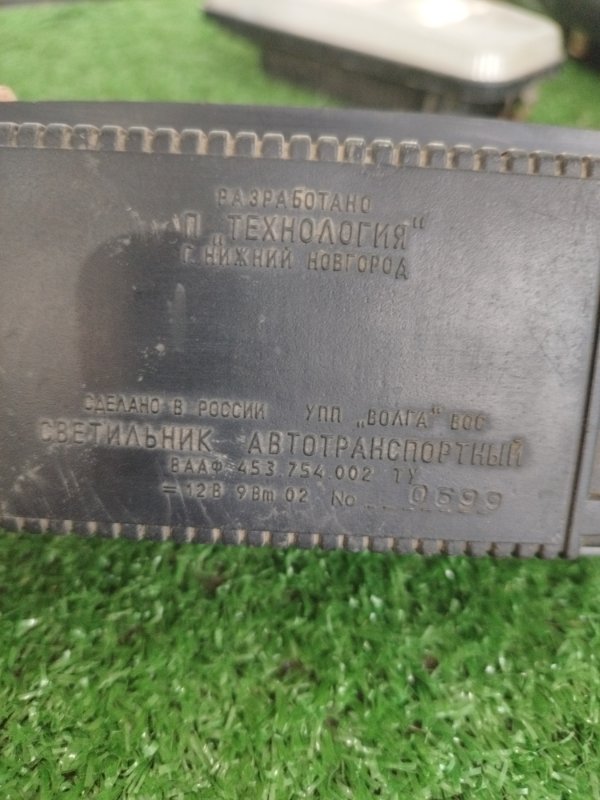 РАЗРАБОТАНО
П „ТЕХНОЛОГИЯ"
Г. НИЖНИЙ НОВГОРОД
СДЕЛАНО В РОССИИ УПП „ВОЛГА" ВОС
СВЕТИЛЬНИК АВТОТРАНСПОРТНЫЙ
ВААФ 453.754.002 ТУ
=12В 9Вт 02 No 0699